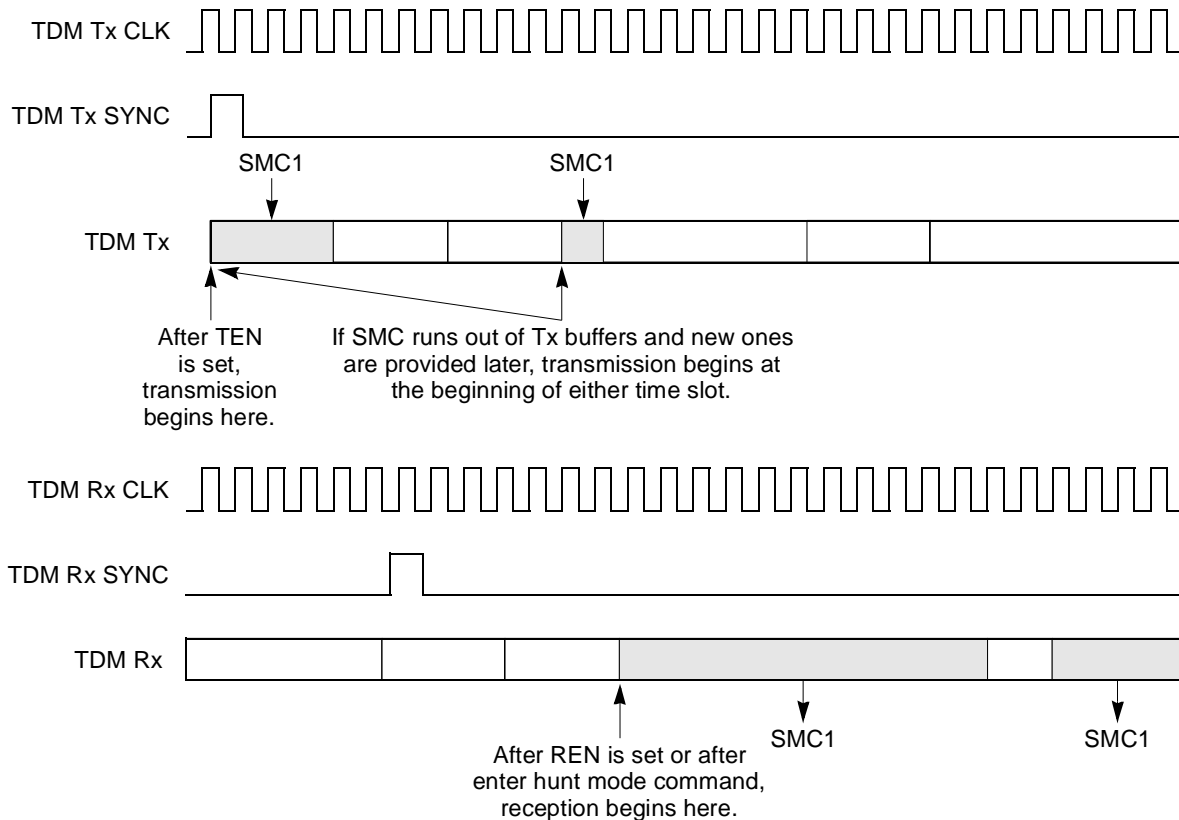 TDM Tx CLK
TDM Tx SYNC
SMC1
SMC1
TDM Tx
After TEN
is set,
transmission
begins here.
If SMC runs out of Tx buffers and new ones
are provided later, transmission begins at
the beginning of either time slot.
TDM Rx CLK
TDM Rx SYNC
TDM Rx
SMC1
SMC1
After REN is set or after
enter hunt mode command,
reception begins here.